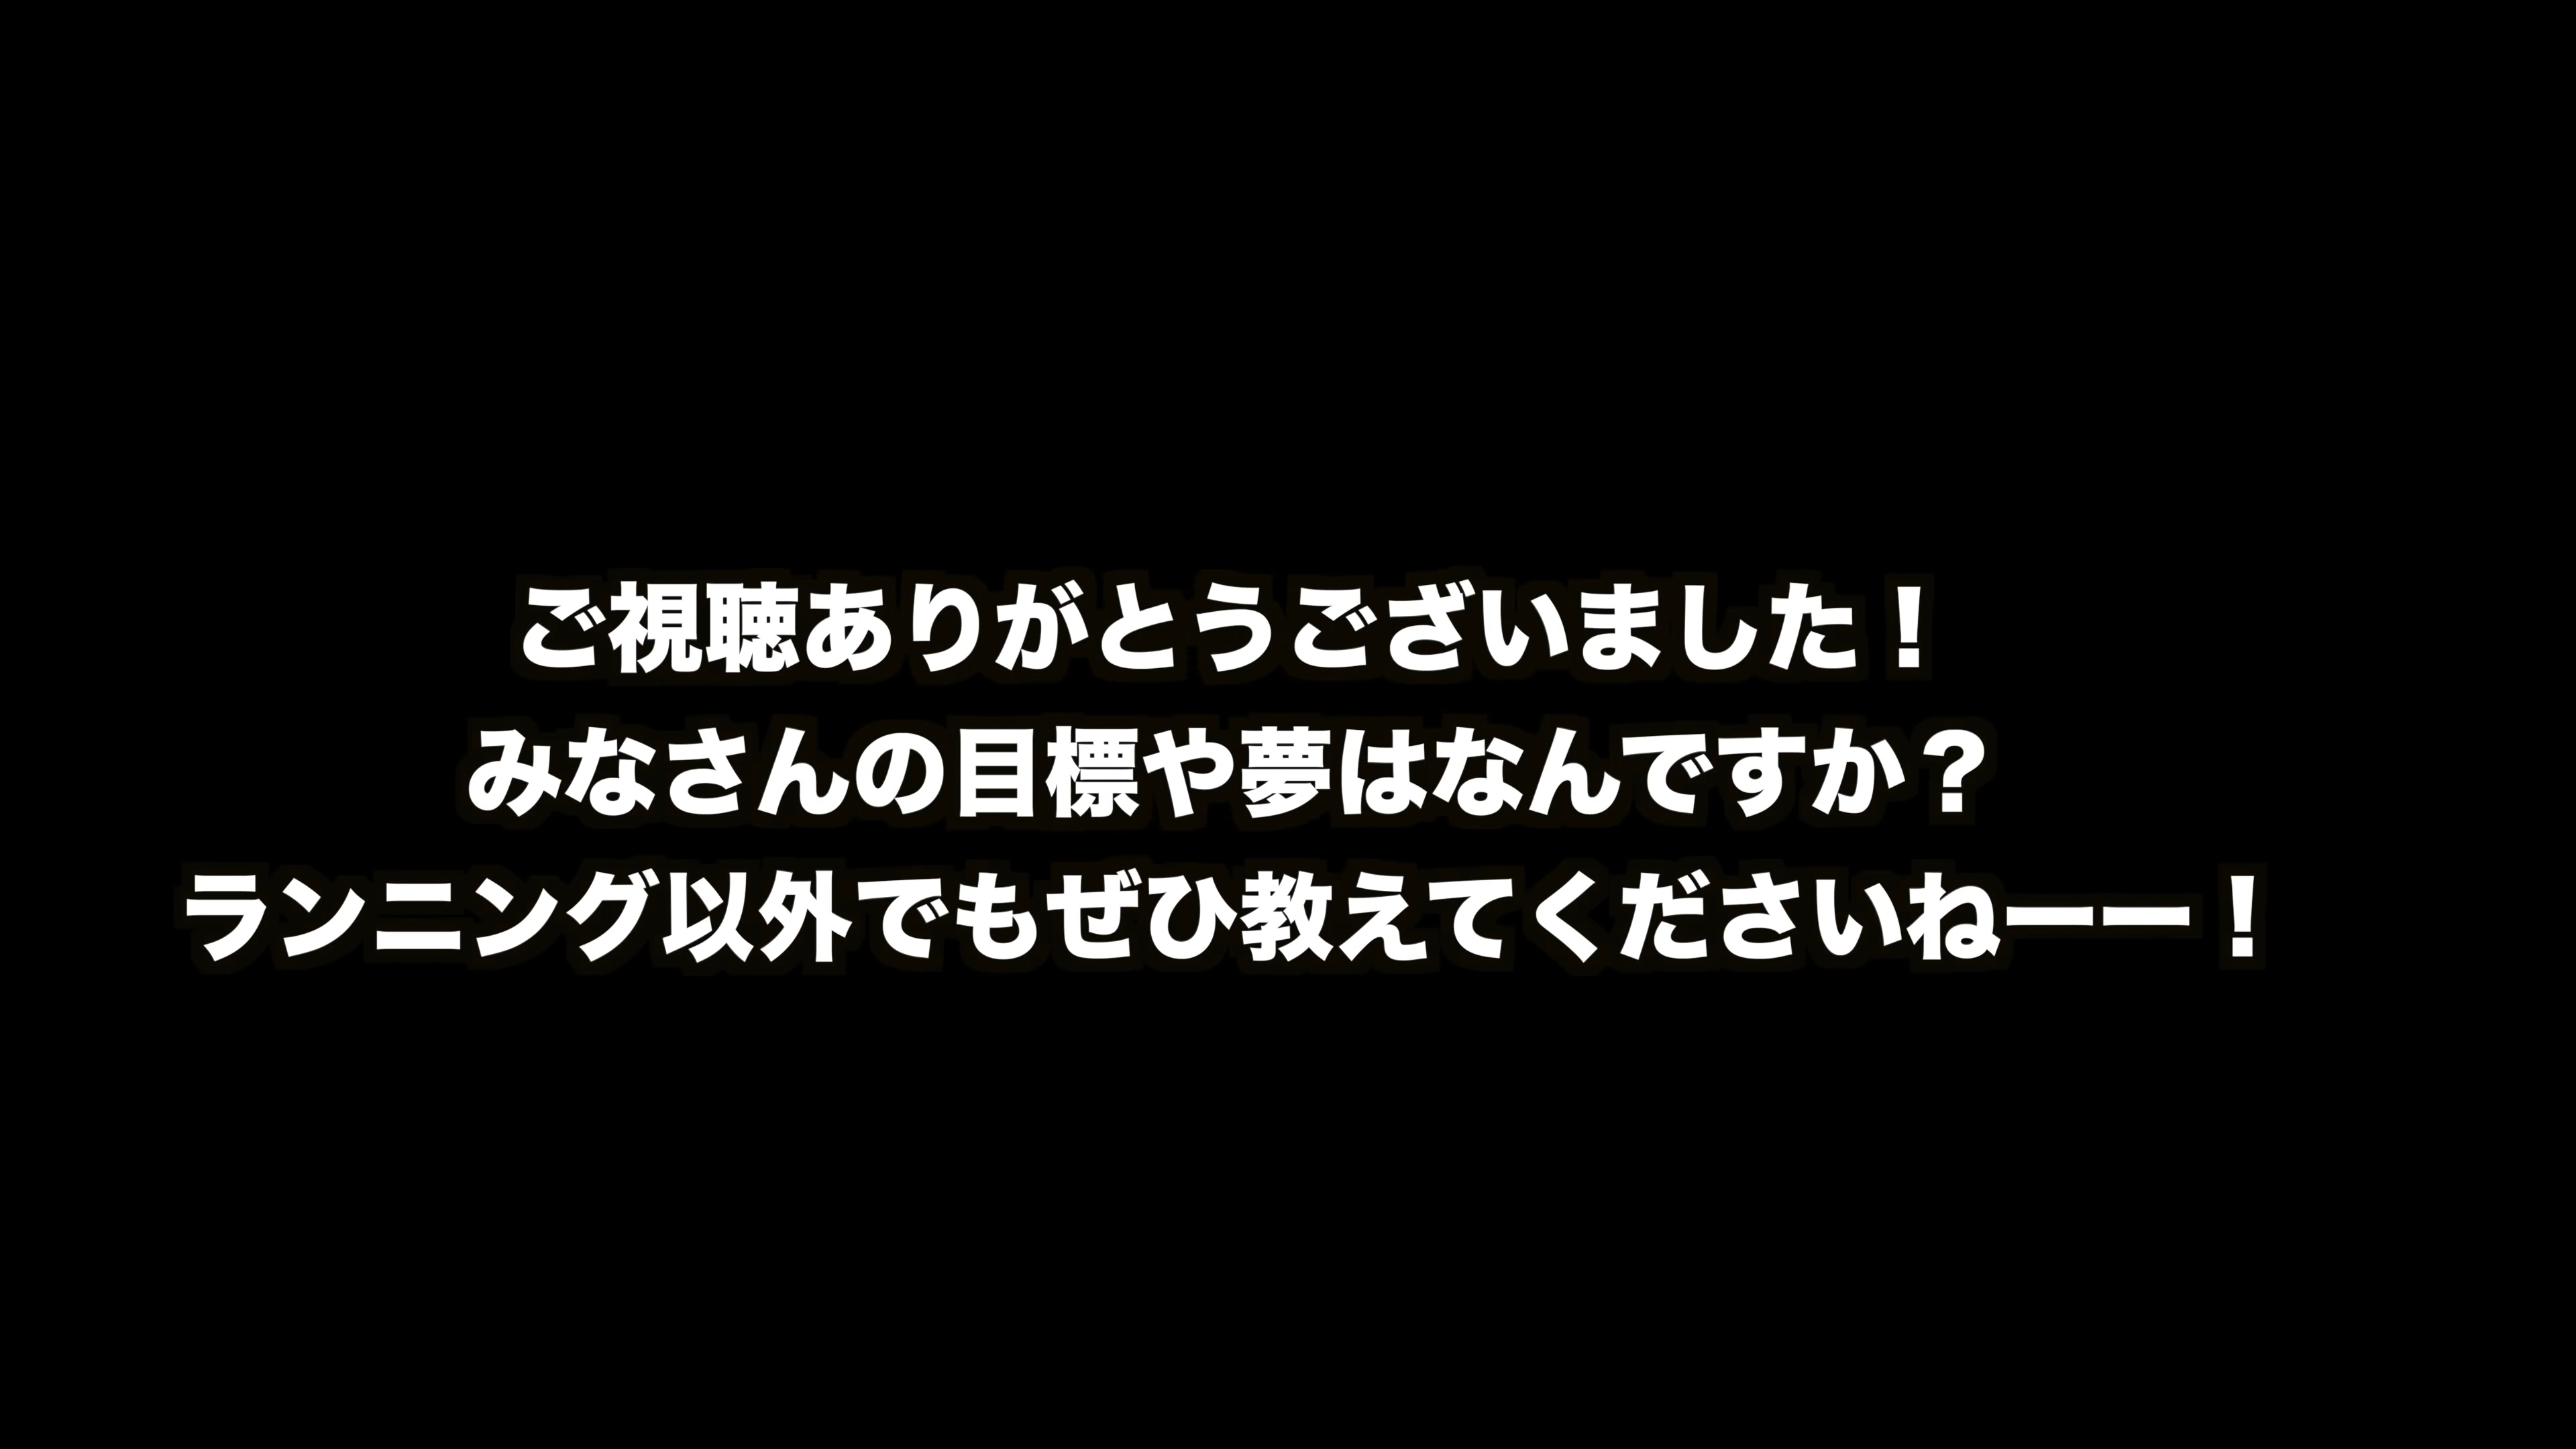 ご視聴ありがとうございました！
みなさんの目標や夢はなんですか？
ランニング以外でもぜひ教えてくださいねーー！